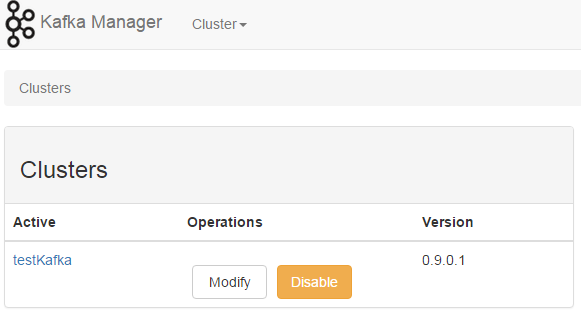 Kafka Manager Cluster
Clusters
Clusters
Active Operations Version
testKafka 0.9.0.1
Modify Disable